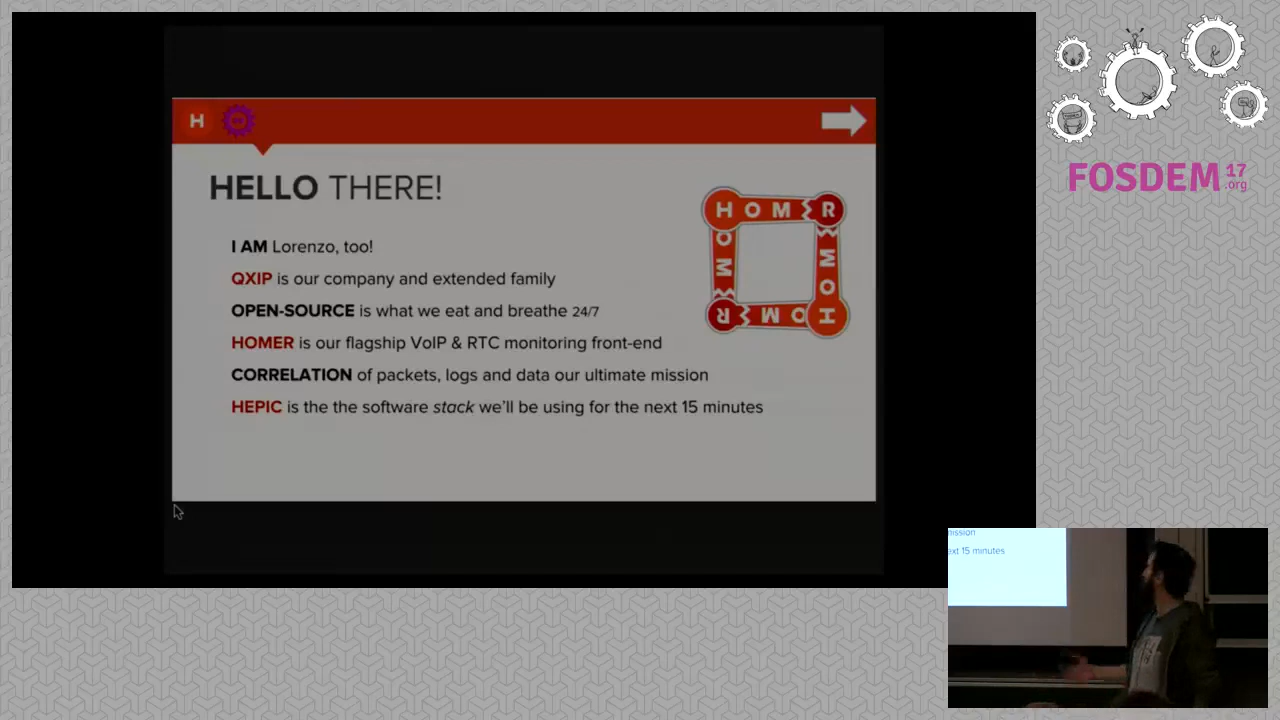 H
HELLO THERE!
I AM Lorenzo, too!
QXIP is our company and extended family
OPEN-SOURCE is what we eat and breathe 24/7
HOMER is our flagship VoIP & RTC monitoring front-end
CORRELATION of packets, logs and data our ultimate mission
HEPIC is the the software stack we'll be using for the next 15 minutes
HOMER
HOMER
HOMER
HOMER
FOSDEM 17
.org
mission
ext 15 minutes